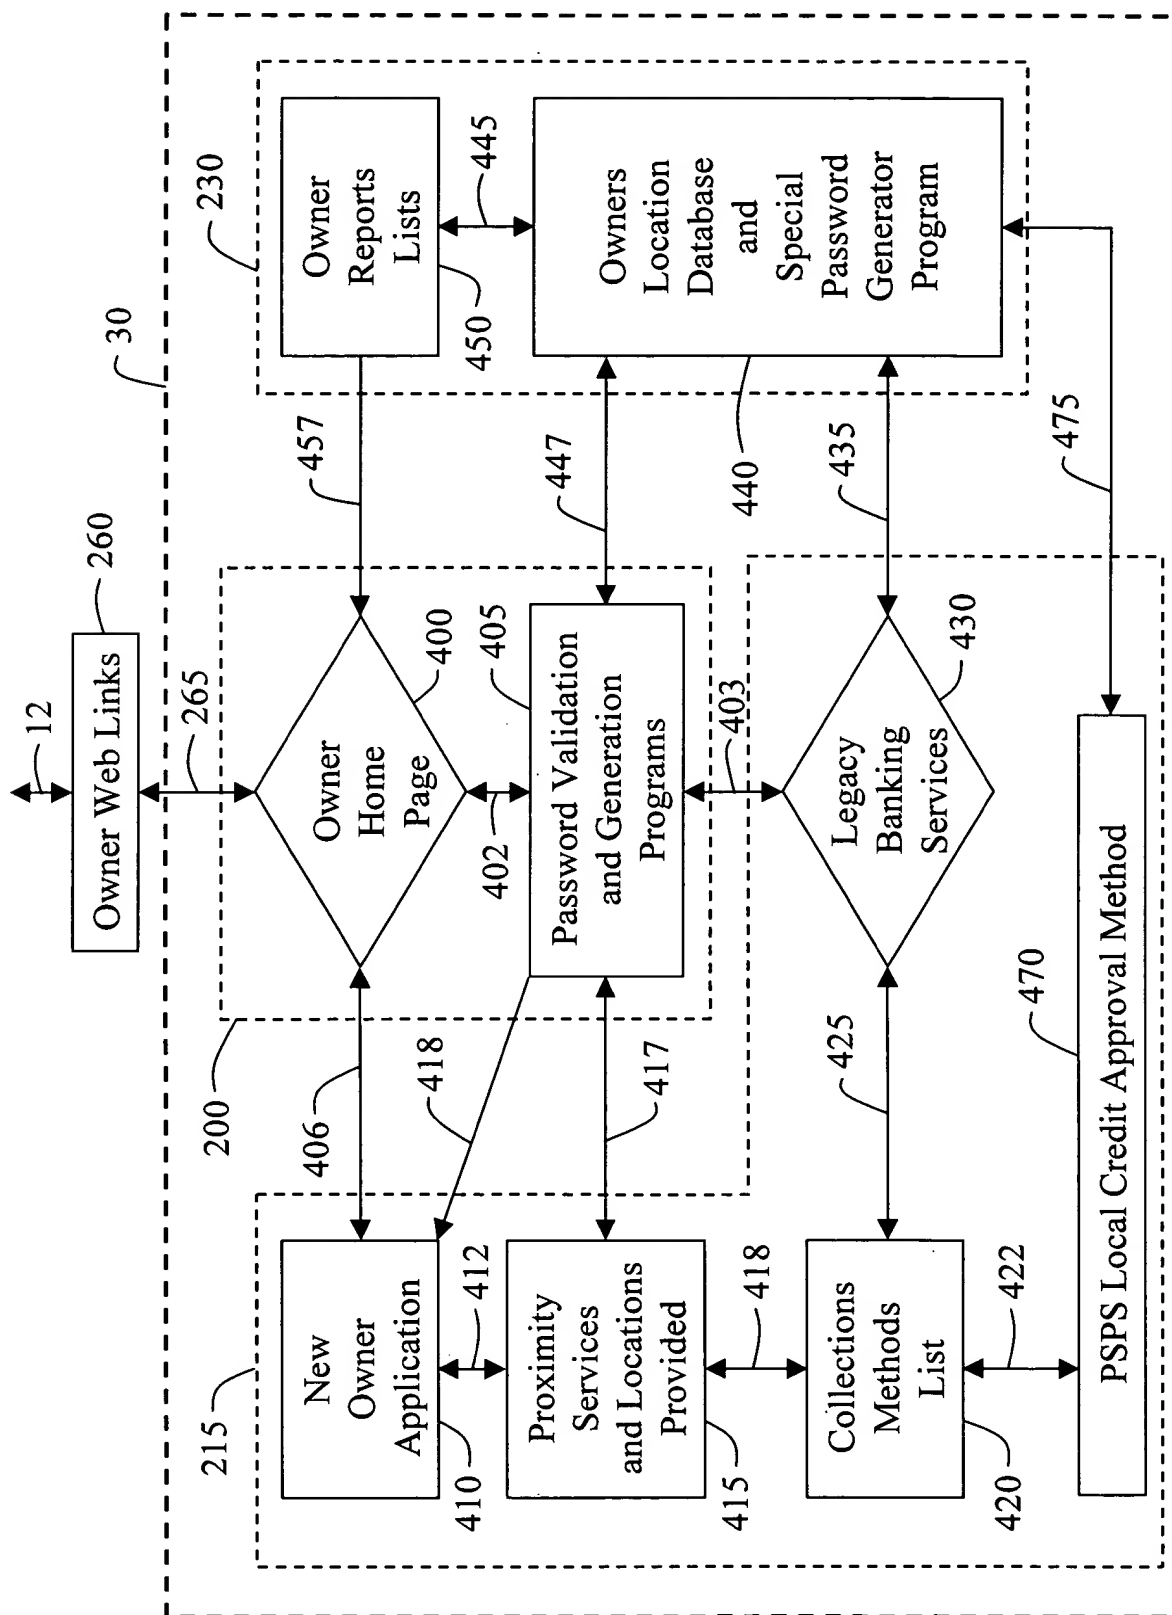 12
Owner Web Links
260
265
30
230
Owner
Reports
Lists
450
445
Owners
Location
Database
and
Special
Password
Generator
Program
440
457
447
435
475
Owner
Home
Page
400
402
405
Password Validation
and Generation
Programs
403
Legacy
Banking
Services
430
200
406
418
417
425
215
New
Owner
Application
410
412
Proximity
Services
and Locations
Provided
415
418
Collections
Methods
List
420
422
470
PSPS Local Credit Approval Method